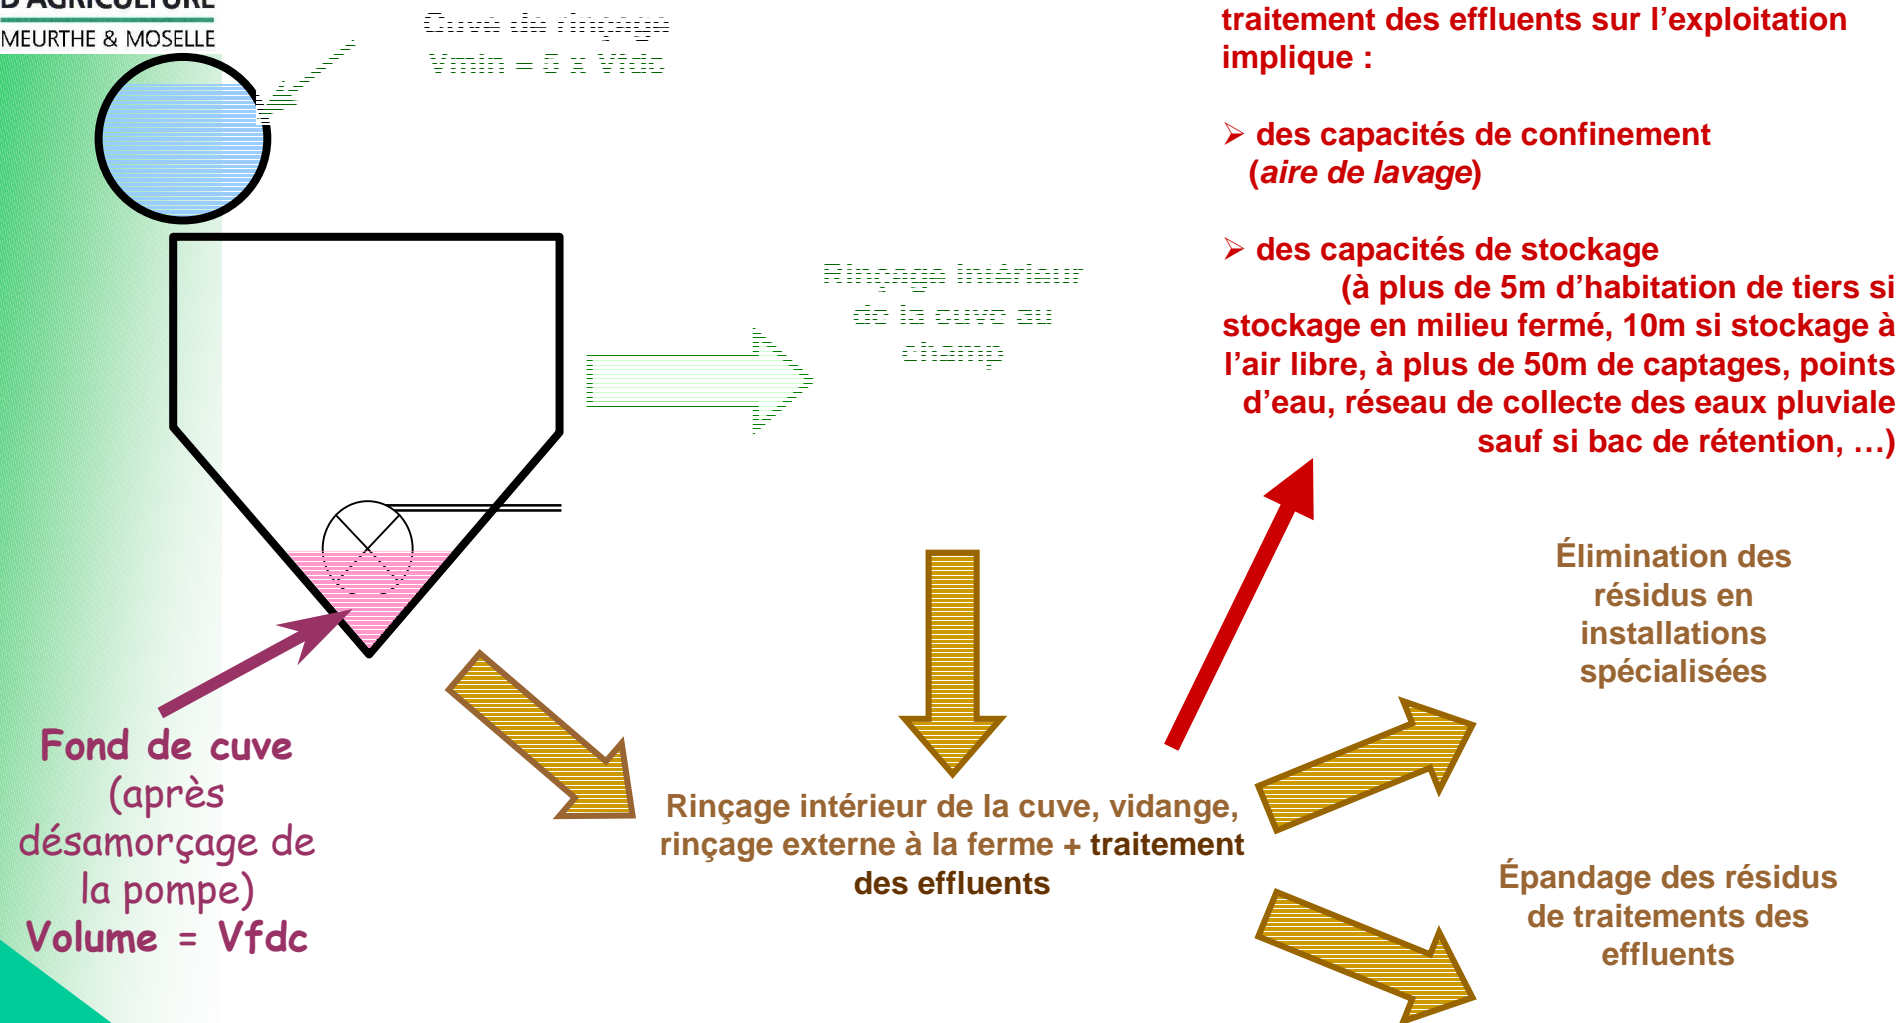 D'AGRICULTURE
MEURTHE & MOSELLE
Cuve de rinçage
Vmin = 5 x Vfdc
traitement des effluents sur l’exploitation
implique :
➢ des capacités de confinement
(aire de lavage)
➢ des capacités de stockage
(à plus de 5m d’habitation de tiers si
stockage en milieu fermé, 10m si stockage à
l’air libre, à plus de 50m de captages, points
d’eau, réseau de collecte des eaux pluviale
sauf si bac de rétention, …)
Rinçage intérieur
de la cuve au
champ
Élimination des
résidus en
installations
spécialisées
Fond de cuve
(après
désamorçage de
la pompe)
Volume = Vfdc
Rinçage intérieur de la cuve, vidange,
rinçage externe à la ferme + traitement
des effluents
Épandage des résidus
de traitements des
effluents